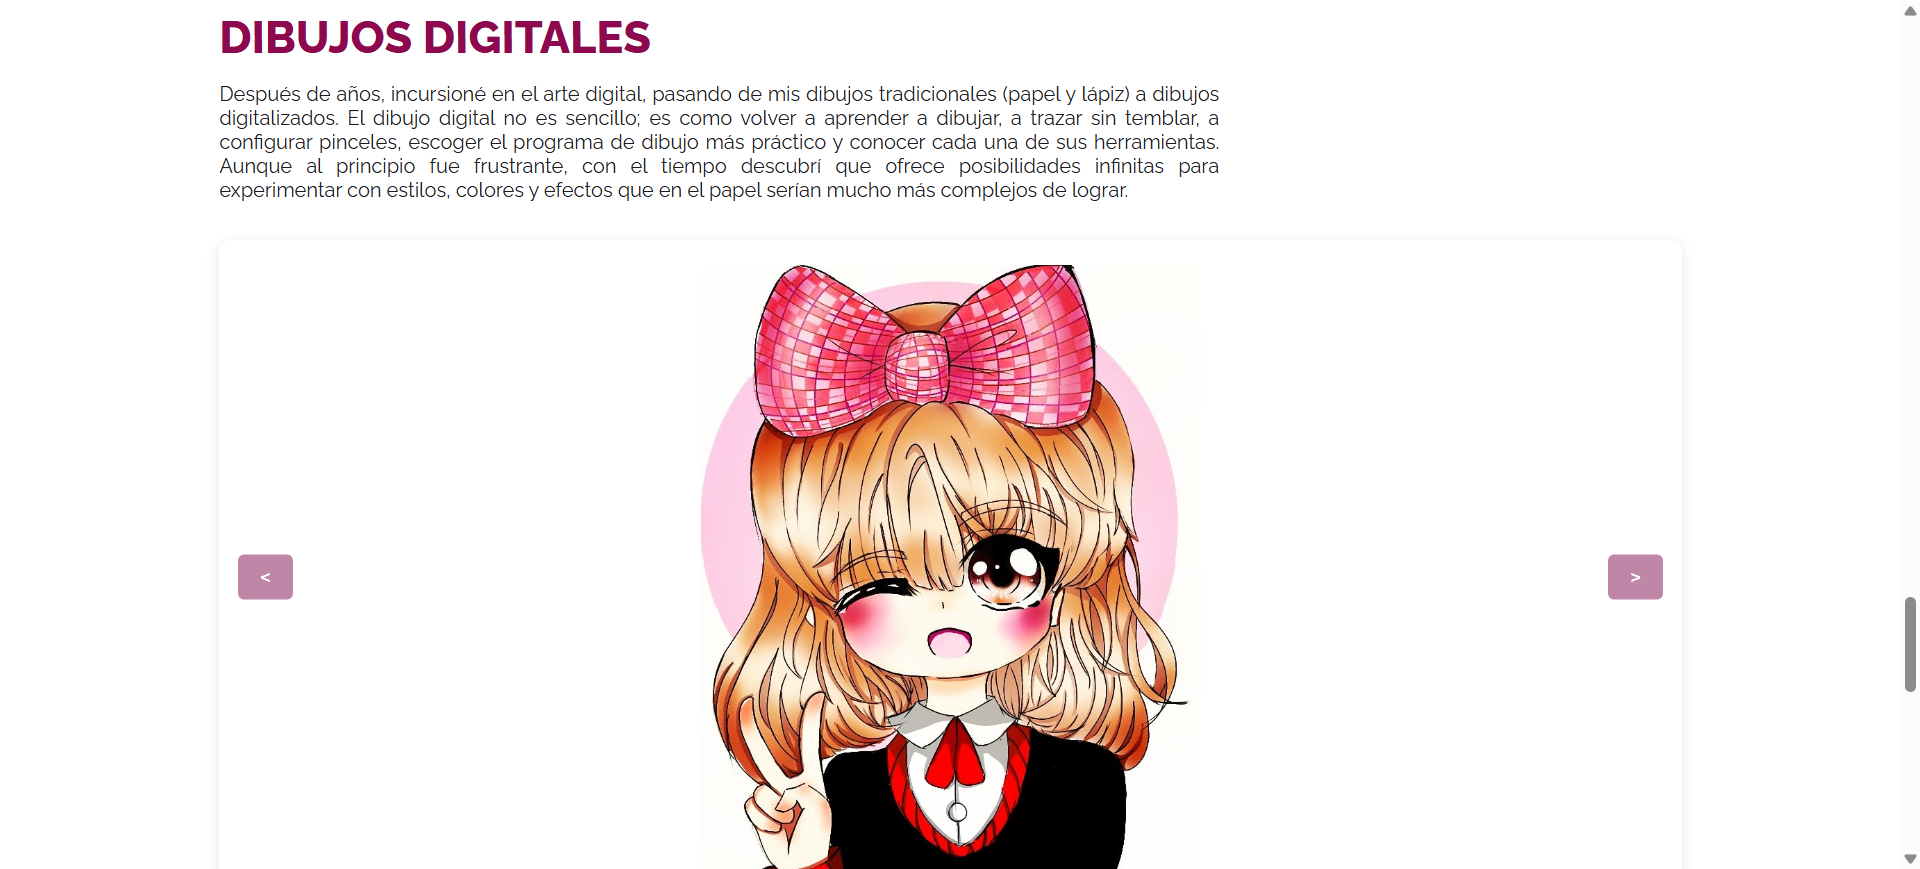 DIBUJOS DIGITALES
Después de años, incursioné en el arte digital, pasando de mis dibujos tradicionales (papel y lápiz) a dibujos
digitalizados. El dibujo digital no es sencillo; es como volver a aprender a dibujar, a trazar sin temblar, a
configurar pinceles, escoger el programa de dibujo más práctico y conocer cada una de sus herramientas.
Aunque al principio fue frustrante, con el tiempo descubrí que ofrece posibilidades infinitas para
experimentar con estilos, colores y efectos que en el papel serían mucho más complejos de lograr.
< >